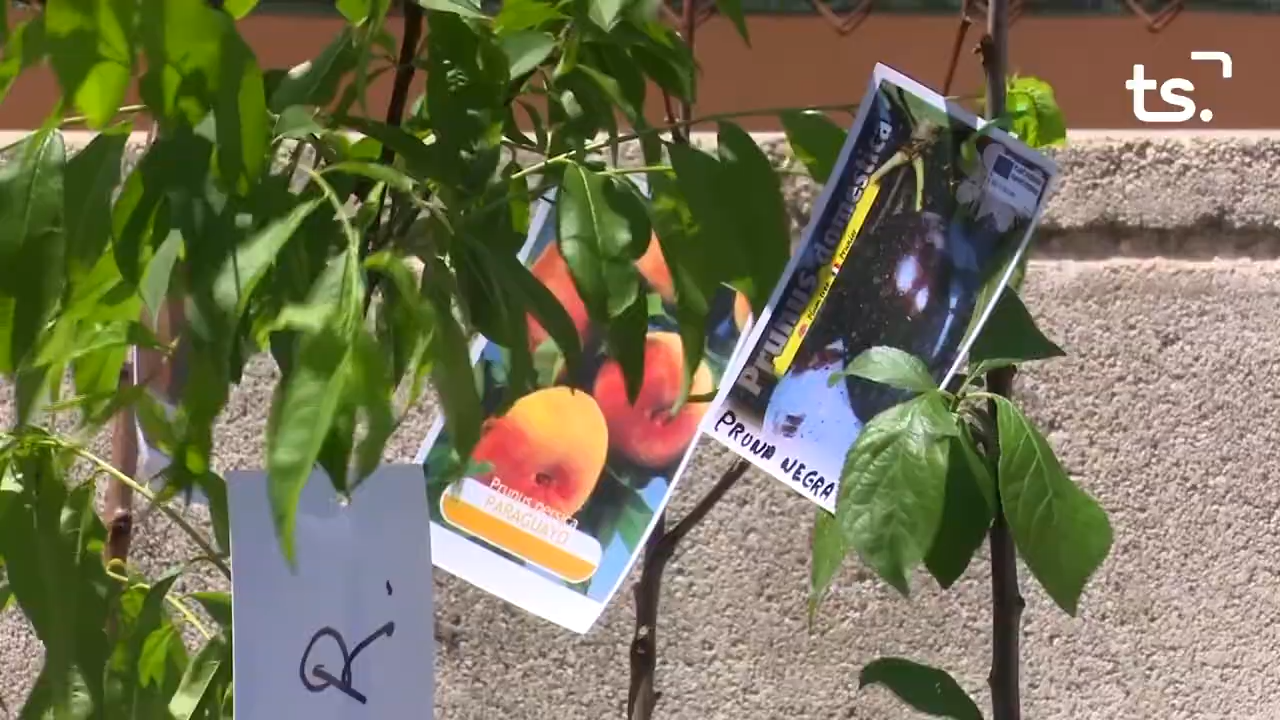 ts.
Prunus domestica
PRUNA NEGRA
Prunus persica
PARAGUAYO
R.